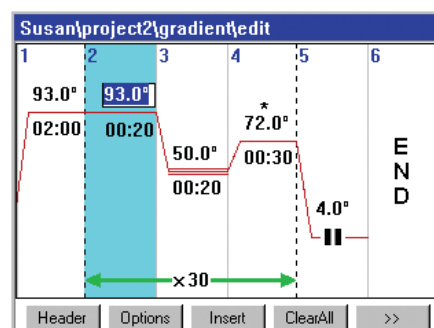 Susan\project2\gradient\edit
1 2 3 4 5 6
93.0° 93.0° * 72.0°
02:00 00:20 50.0° 00:30
00:20 4.0°
END
×30
Header Options Insert ClearAll >>